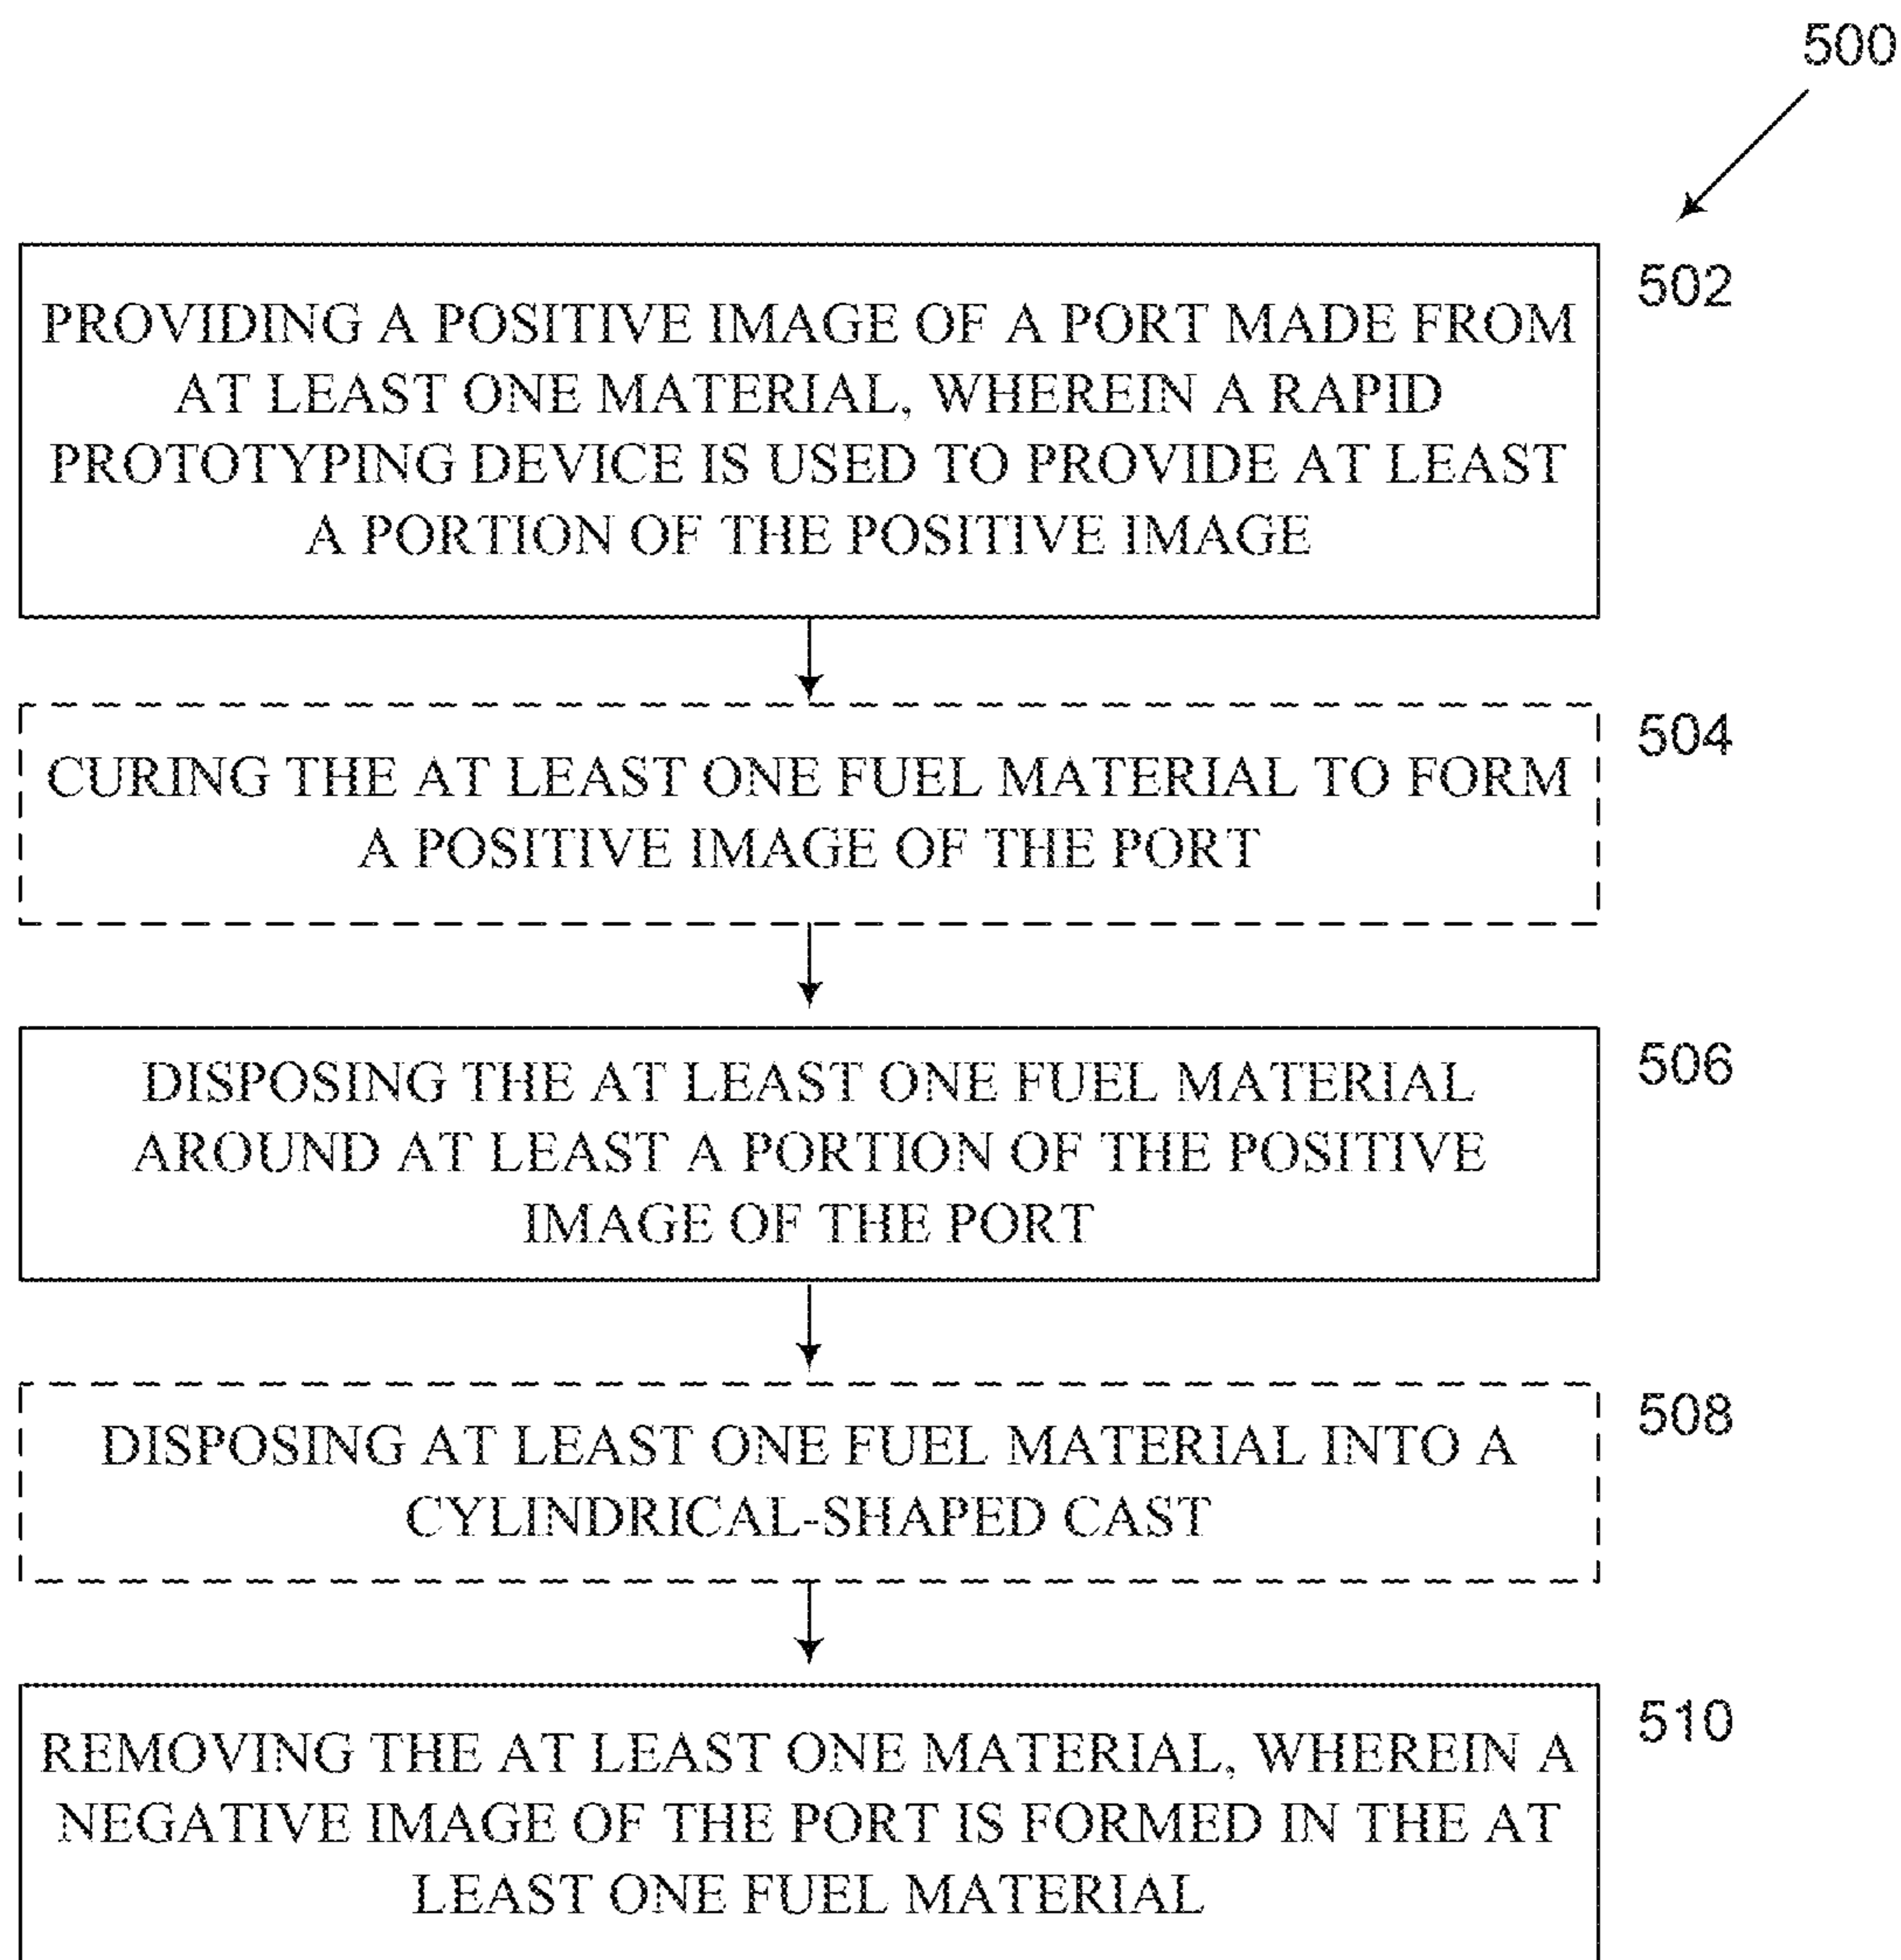 500
502
PROVIDING A POSITIVE IMAGE OF A PORT MADE FROM
AT LEAST ONE MATERIAL, WHEREIN A RAPID
PROTOTYPING DEVICE IS USED TO PROVIDE AT LEAST
A PORTION OF THE POSITIVE IMAGE
504
CURING THE AT LEAST ONE FUEL MATERIAL TO FORM
A POSITIVE IMAGE OF THE PORT
506
DISPOSING THE AT LEAST ONE FUEL MATERIAL
AROUND AT LEAST A PORTION OF THE POSITIVE
IMAGE OF THE PORT
508
DISPOSING AT LEAST ONE FUEL MATERIAL INTO A
CYLINDRICAL-SHAPED CAST
510
REMOVING THE AT LEAST ONE MATERIAL, WHEREIN A
NEGATIVE IMAGE OF THE PORT IS FORMED IN THE AT
LEAST ONE FUEL MATERIAL